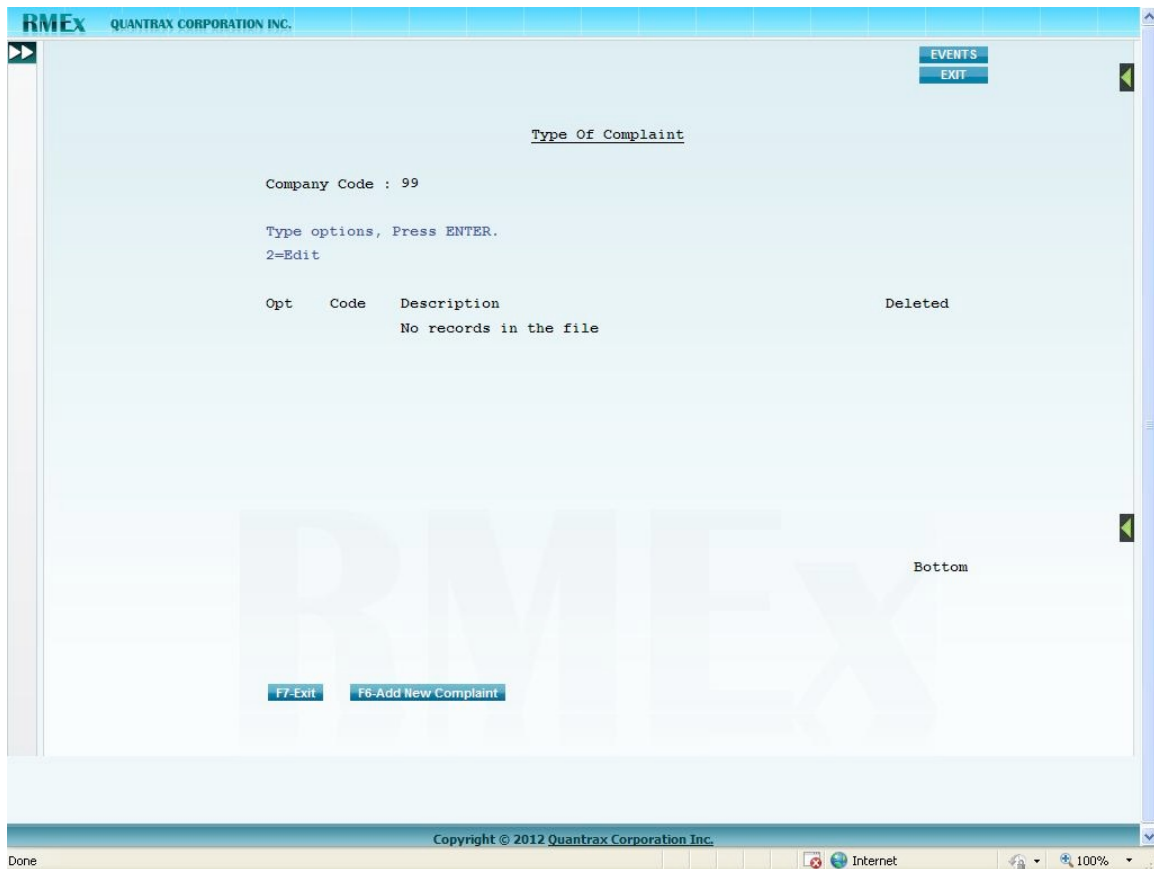 RMEx QUANTRAX CORPORATION INC.
EVENTS
EXIT
Type Of Complaint
Company Code : 99
Type options, Press ENTER.
2=Edit
Opt Code Description Deleted
No records in the file
RMEx
Bottom
F7-Exit F6-Add New Complaint
Copyright © 2012 Quantrax Corporation Inc.
Done Internet 100%